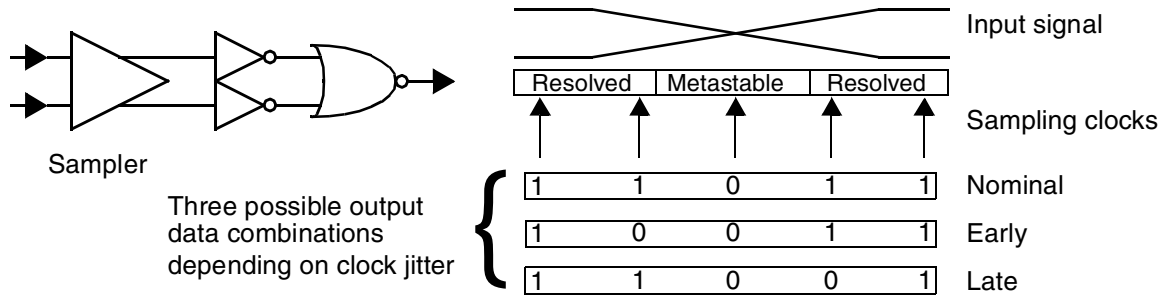 Input signal
Resolved Metastable Resolved
Sampling clocks
Sampler
Three possible output
data combinations
depending on clock jitter
1 1 0 1 1 Nominal
1 0 0 1 1 Early
1 1 0 0 1 Late